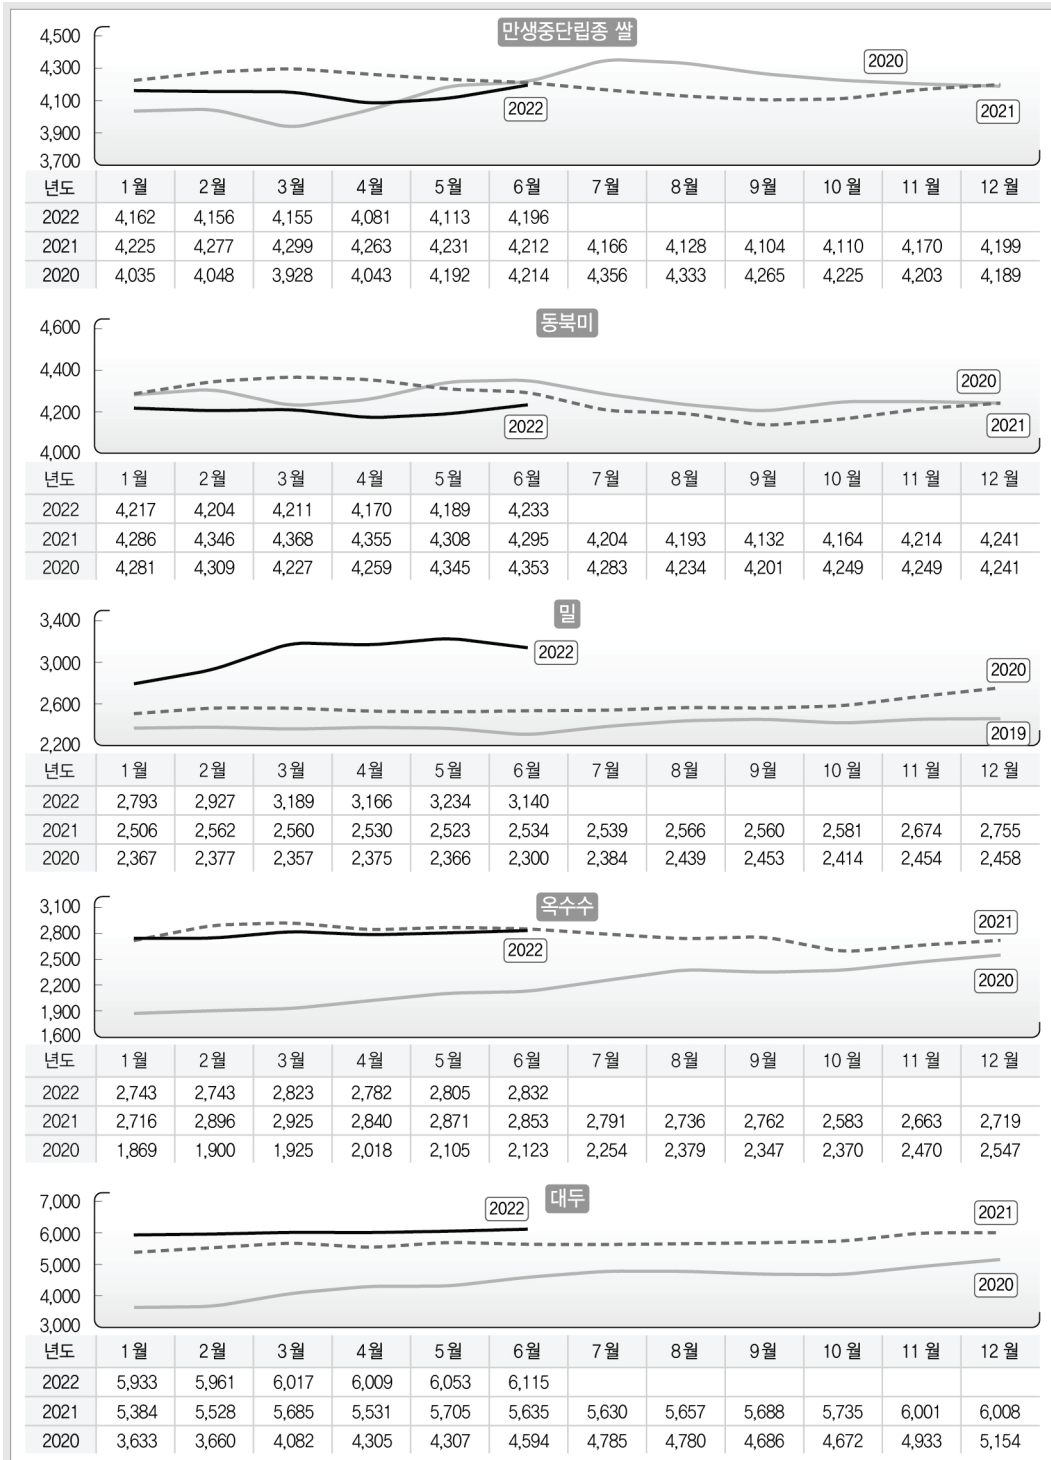 만생중단립종 쌀
4,500
4,300
4,100
3,900
3,700
2020
2022
2021
년도 1월 2월 3월 4월 5월 6월 7월 8월 9월 10월 11월 12월
2022 4,162 4,156 4,155 4,081 4,113 4,196
2021 4,225 4,277 4,299 4,263 4,231 4,212 4,166 4,128 4,104 4,110 4,170 4,199
2020 4,035 4,048 3,928 4,043 4,192 4,214 4,356 4,333 4,265 4,225 4,203 4,189
동북미
4,600
4,400
4,200
4,000
2020
2022
2021
년도 1월 2월 3월 4월 5월 6월 7월 8월 9월 10월 11월 12월
2022 4,217 4,204 4,211 4,170 4,189 4,233
2021 4,286 4,346 4,368 4,355 4,308 4,295 4,204 4,193 4,132 4,164 4,214 4,241
2020 4,281 4,309 4,227 4,259 4,345 4,353 4,283 4,234 4,201 4,249 4,249 4,241
밀
3,400
3,000
2,600
2,200
2022
2020
2019
년도 1월 2월 3월 4월 5월 6월 7월 8월 9월 10월 11월 12월
2022 2,793 2,927 3,189 3,166 3,234 3,140
2021 2,506 2,562 2,560 2,530 2,523 2,534 2,539 2,566 2,560 2,581 2,674 2,755
2020 2,367 2,377 2,357 2,375 2,366 2,300 2,384 2,439 2,453 2,414 2,454 2,458
옥수수
3,100
2,800
2,500
2,200
1,900
1,600
2021
2022
2020
년도 1월 2월 3월 4월 5월 6월 7월 8월 9월 10월 11월 12월
2022 2,743 2,743 2,823 2,782 2,805 2,832
2021 2,716 2,896 2,925 2,840 2,871 2,853 2,791 2,736 2,762 2,583 2,663 2,719
2020 1,869 1,900 1,925 2,018 2,105 2,123 2,254 2,379 2,347 2,370 2,470 2,547
대두
7,000
6,000
5,000
4,000
3,000
2022
2021
2020
년도 1월 2월 3월 4월 5월 6월 7월 8월 9월 10월 11월 12월
2022 5,933 5,961 6,017 6,009 6,053 6,115
2021 5,384 5,528 5,685 5,531 5,705 5,635 5,630 5,657 5,688 5,735 6,001 6,008
2020 3,633 3,660 4,082 4,305 4,307 4,594 4,785 4,780 4,686 4,672 4,933 5,154